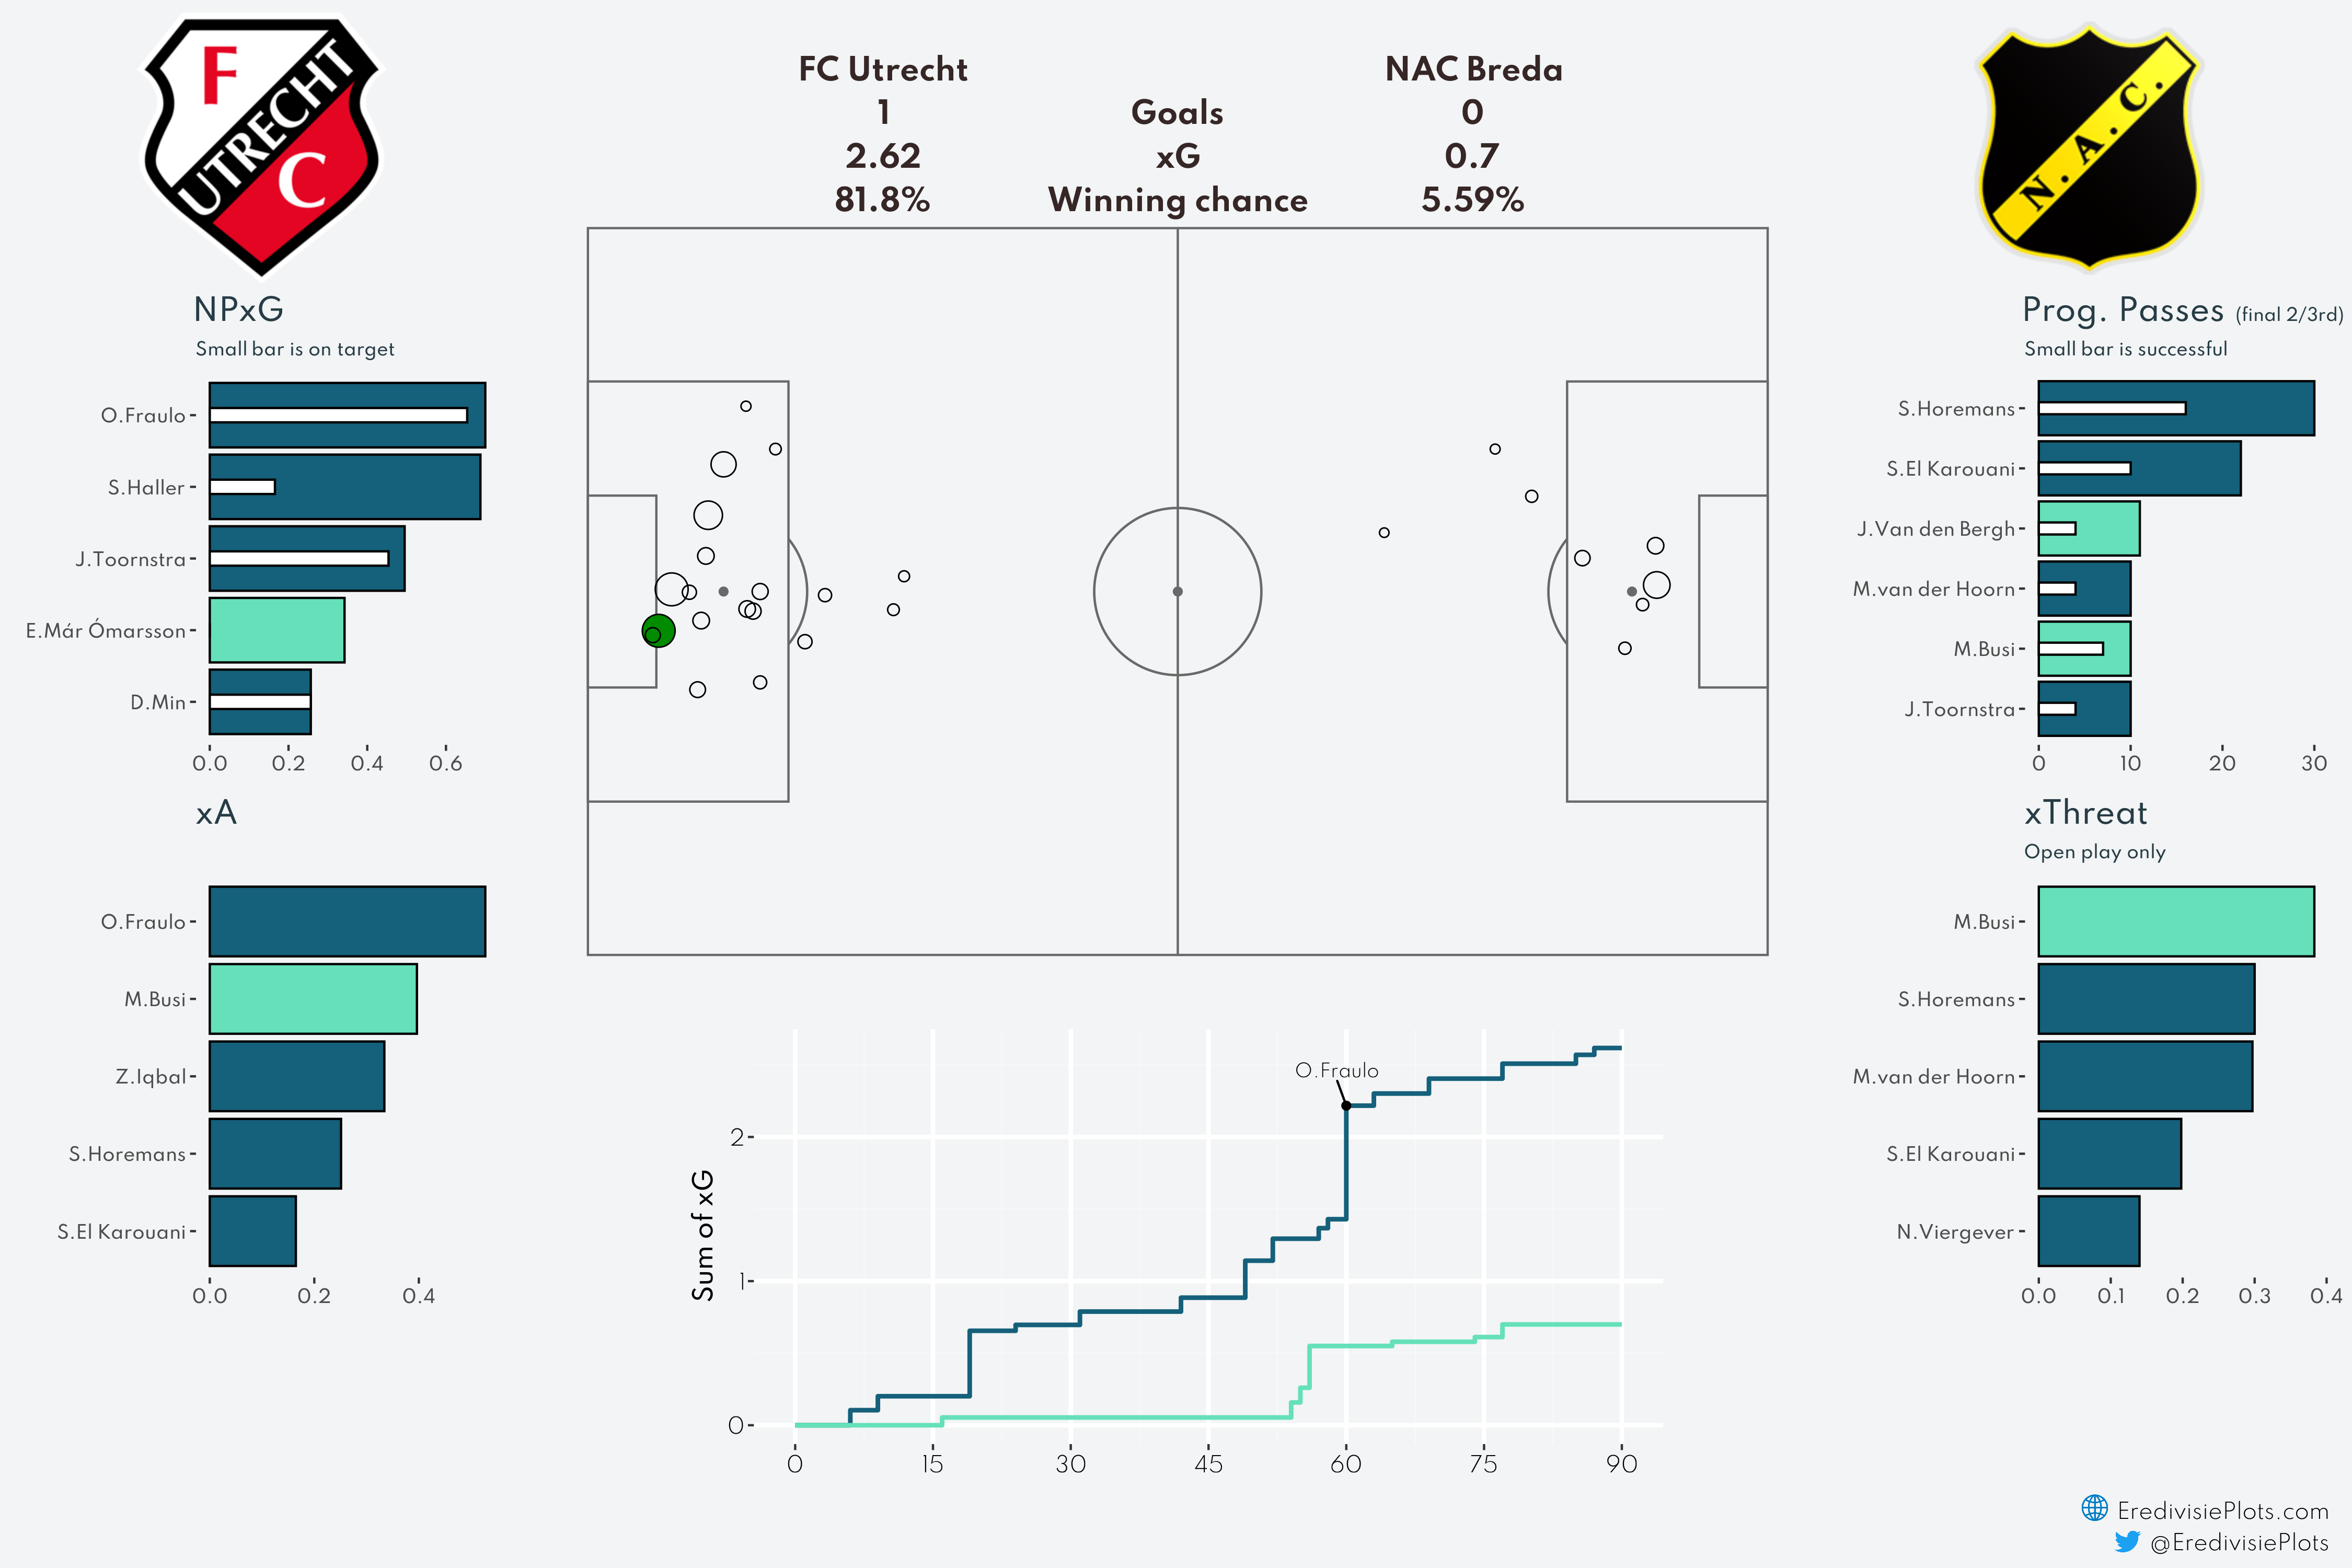 F
UTRECHT
C
N.A.C.
FC Utrecht NAC Breda
1 Goals 0
2.62 xG 0.7
81.8% Winning chance 5.59%
NPxG
Small bar is on target
O.Fraulo
S.Haller
J.Toornstra
E.Már Ómarsson
D.Min
0.0 0.2 0.4 0.6
xA
O.Fraulo
M.Busi
Z.Iqbal
S.Horemans
S.El Karouani
0.0 0.2 0.4
O.Fraulo
Sum of xG
2
1
0
0 15 30 45 60 75 90
Prog. Passes (final 2/3rd)
Small bar is successful
S.Horemans
S.El Karouani
J.Van den Bergh
M.van der Hoorn
M.Busi
J.Toornstra
0 10 20 30
xThreat
Open play only
M.Busi
S.Horemans
M.van der Hoorn
S.El Karouani
N.Viergever
0.0 0.1 0.2 0.3 0.4
EredivisiePlots.com
@EredivisiePlots